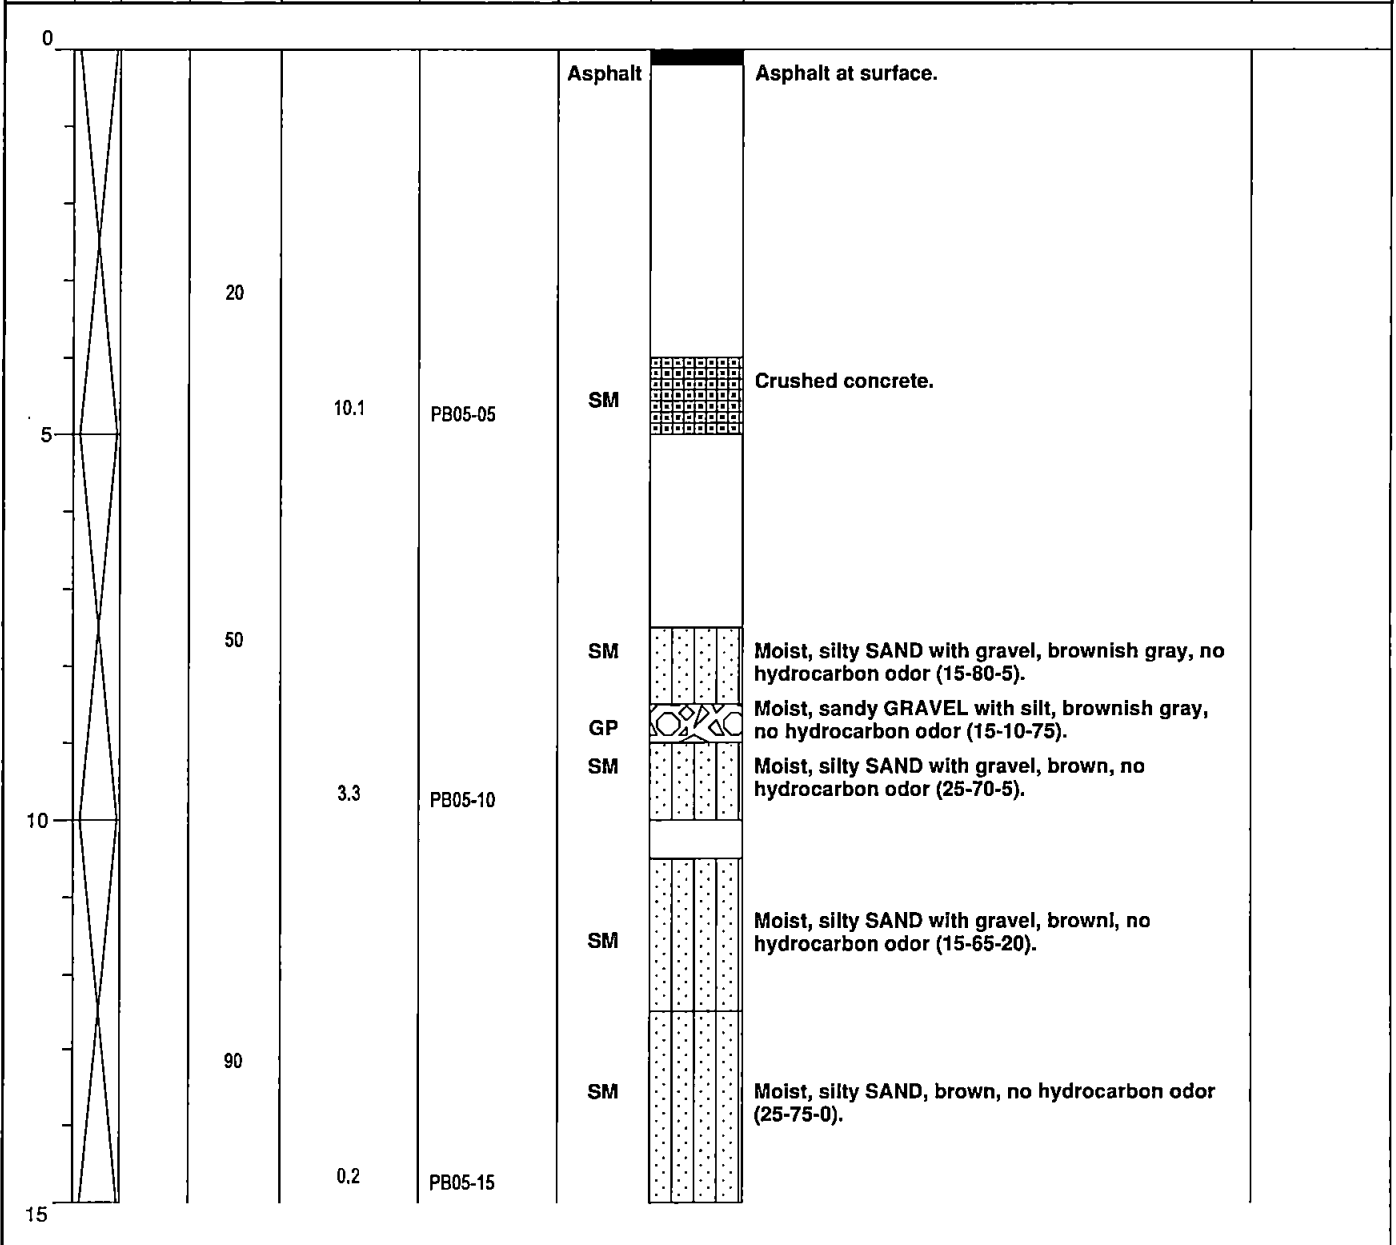 0
Asphalt Asphalt at surface.
20
Crushed concrete.
10.1 PB05-05 SM
5
50 SM Moist, silty SAND with gravel, brownish gray, no
hydrocarbon odor (15-80-5).
Moist, sandy GRAVEL with silt, brownish gray,
GP no hydrocarbon odor (15-10-75).
SM Moist, silty SAND with gravel, brown, no
3.3 PB05-10 hydrocarbon odor (25-70-5).
10
Moist, silty SAND with gravel, browni, no
SM hydrocarbon odor (15-65-20).
90
SM Moist, silty SAND, brown, no hydrocarbon odor
(25-75-0).
0.2 PB05-15
15